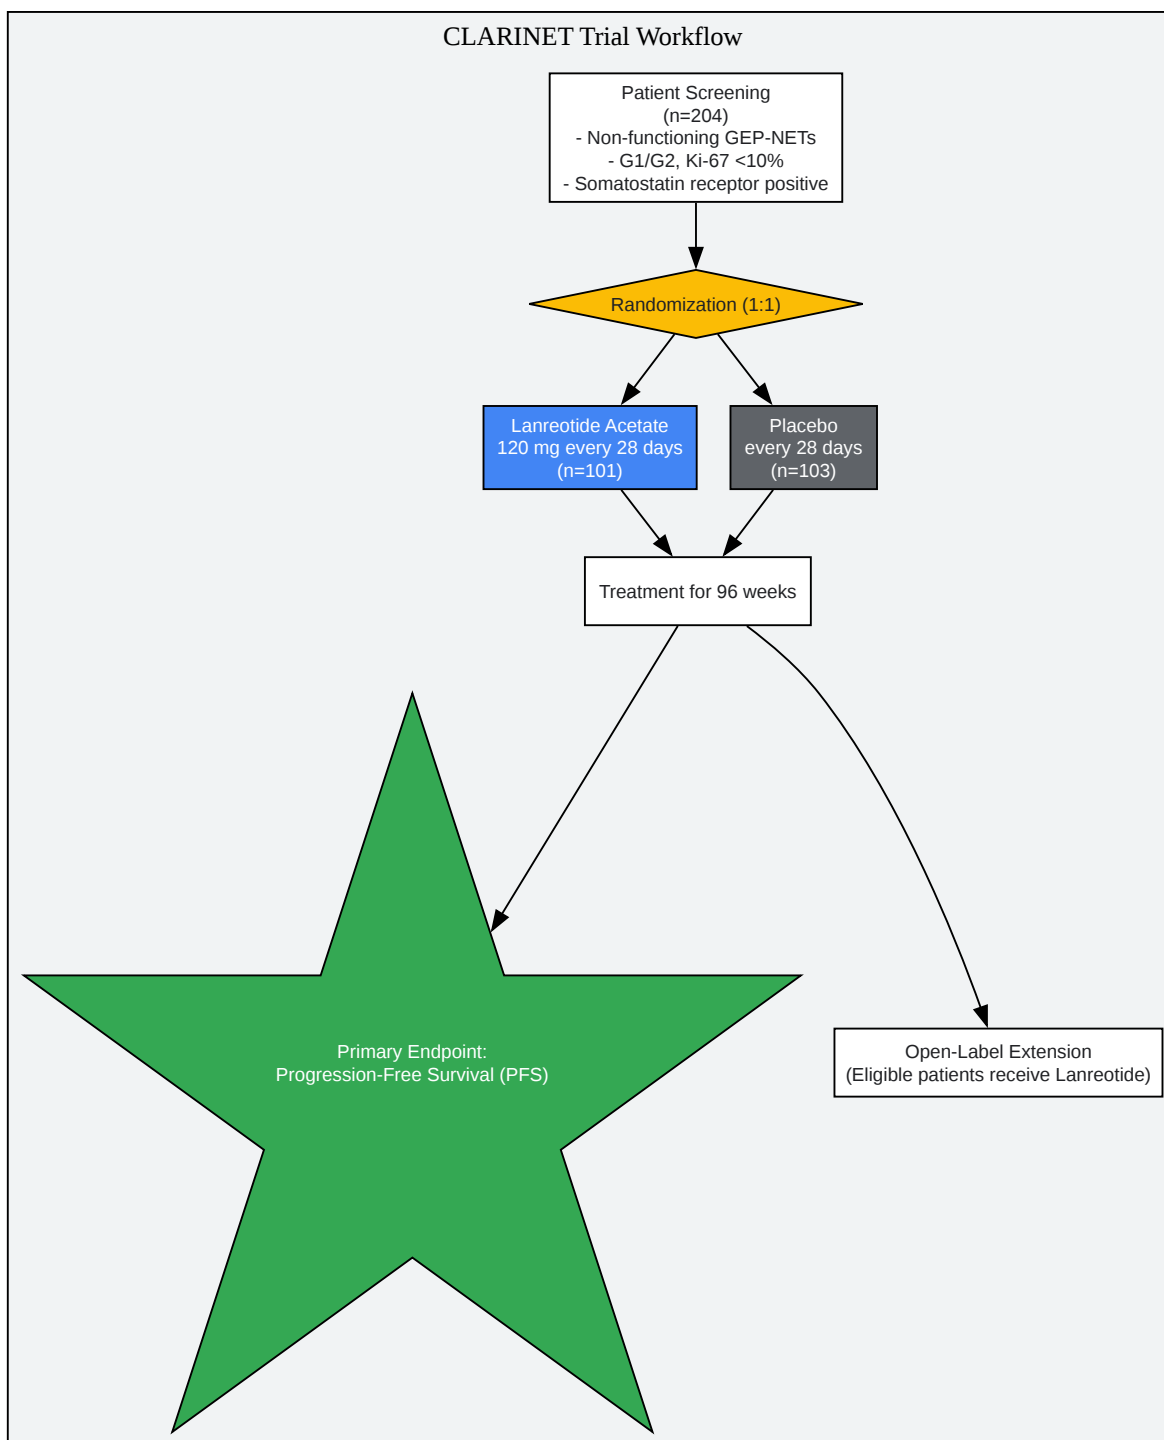 CLARINET Trial Workflow
Patient Screening
(n=204)
- Non-functioning GEP-NETs
- G1/G2, Ki-67 <10%
- Somatostatin receptor positive
Randomization (1:1)
Lanreotide Acetate
120 mg every 28 days
(n=101)
Placebo
every 28 days
(n=103)
Treatment for 96 weeks
Primary Endpoint:
Progression-Free Survival (PFS)
Open-Label Extension
(Eligible patients receive Lanreotide)